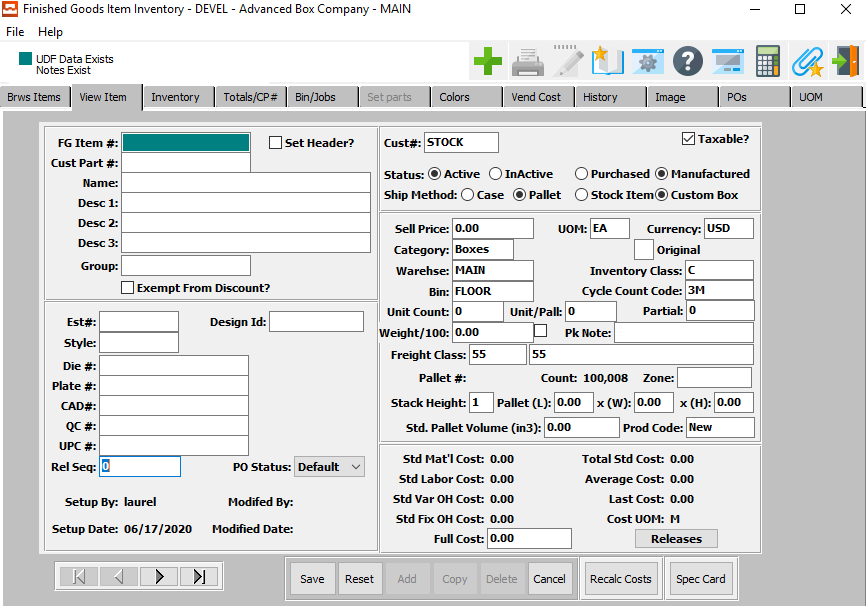 Finished Goods Item Inventory - DEVEL - Advanced Box Company - MAIN
File Help
UDF Data Exists
Notes Exist
Brws Items View Item Inventory Totals/CP# Bin/Jobs Set parts Colors Vend Cost History Image POs UOM
FG Item #: Set Header?
Cust Part #:
Name:
Desc 1:
Desc 2:
Desc 3:
Group:
Exempt From Discount?
Est#: Design Id:
Style:
Die #:
Plate #:
CAD#:
QC #:
UPC #:
Rel Seq: 0 PO Status: Default
Setup By: laurel Modifed By:
Setup Date: 06/17/2020 Modified Date:
Cust#: STOCK Taxable?
Status: Active InActive Purchased Manufactured
Ship Method: Case Pallet Stock Item Custom Box
Sell Price: 0.00 UOM: EA Currency: USD
Category: Boxes Original
Warehse: MAIN Inventory Class: C
Bin: FLOOR Cycle Count Code: 3M
Unit Count: 0 Unit/Pall: 0 Partial: 0
Weight/100: 0.00 Pk Note:
Freight Class: 55 55
Pallet #: Count: 100,008 Zone:
Stack Height: 1 Pallet (L): 0.00 x (W): 0.00 x (H): 0.00
Std. Pallet Volume (in3): 0.00 Prod Code: New
Std Mat'l Cost: 0.00 Total Std Cost: 0.00
Std Labor Cost: 0.00 Average Cost: 0.00
Std Var OH Cost: 0.00 Last Cost: 0.00
Std Fix OH Cost: 0.00 Cost UOM: M
Full Cost: 0.00 Releases
Save Reset Add Copy Delete Cancel Recalc Costs Spec Card